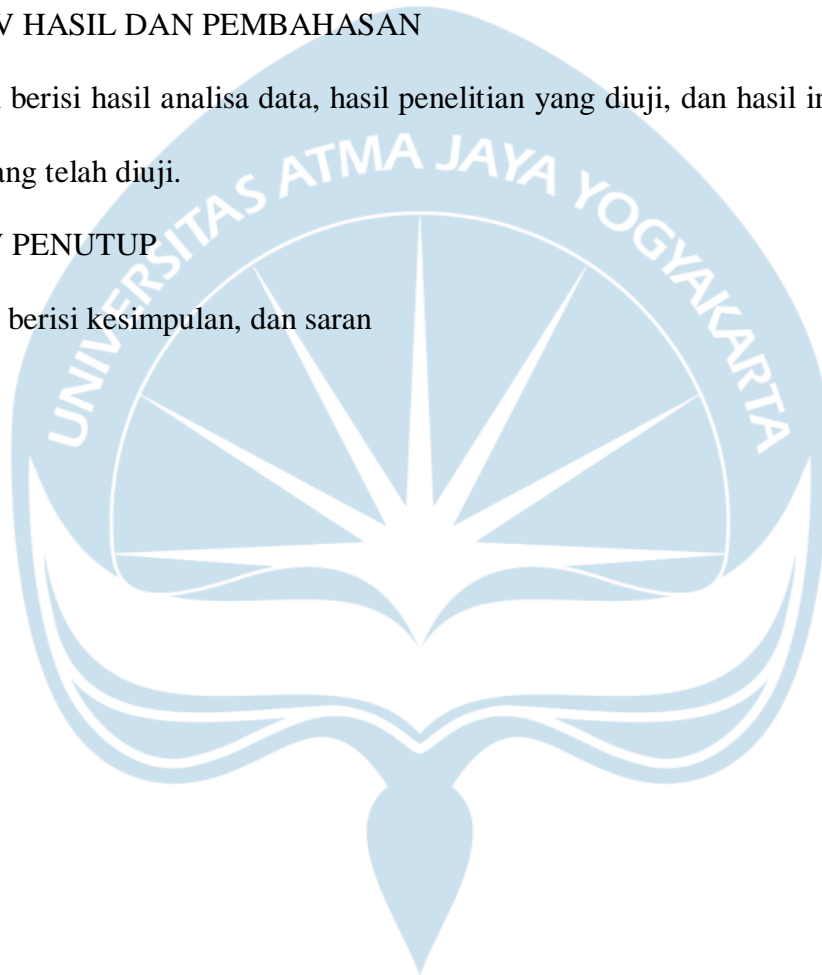 V HASIL DAN PEMBAHASAN
berisi hasil analisa data, hasil penelitian yang diuji, dan hasil
ang telah diuji.
PENUTUP
berisi kesimpulan, dan saran
UNIVERSITAS ATMA JAYA YOGYAKARTA